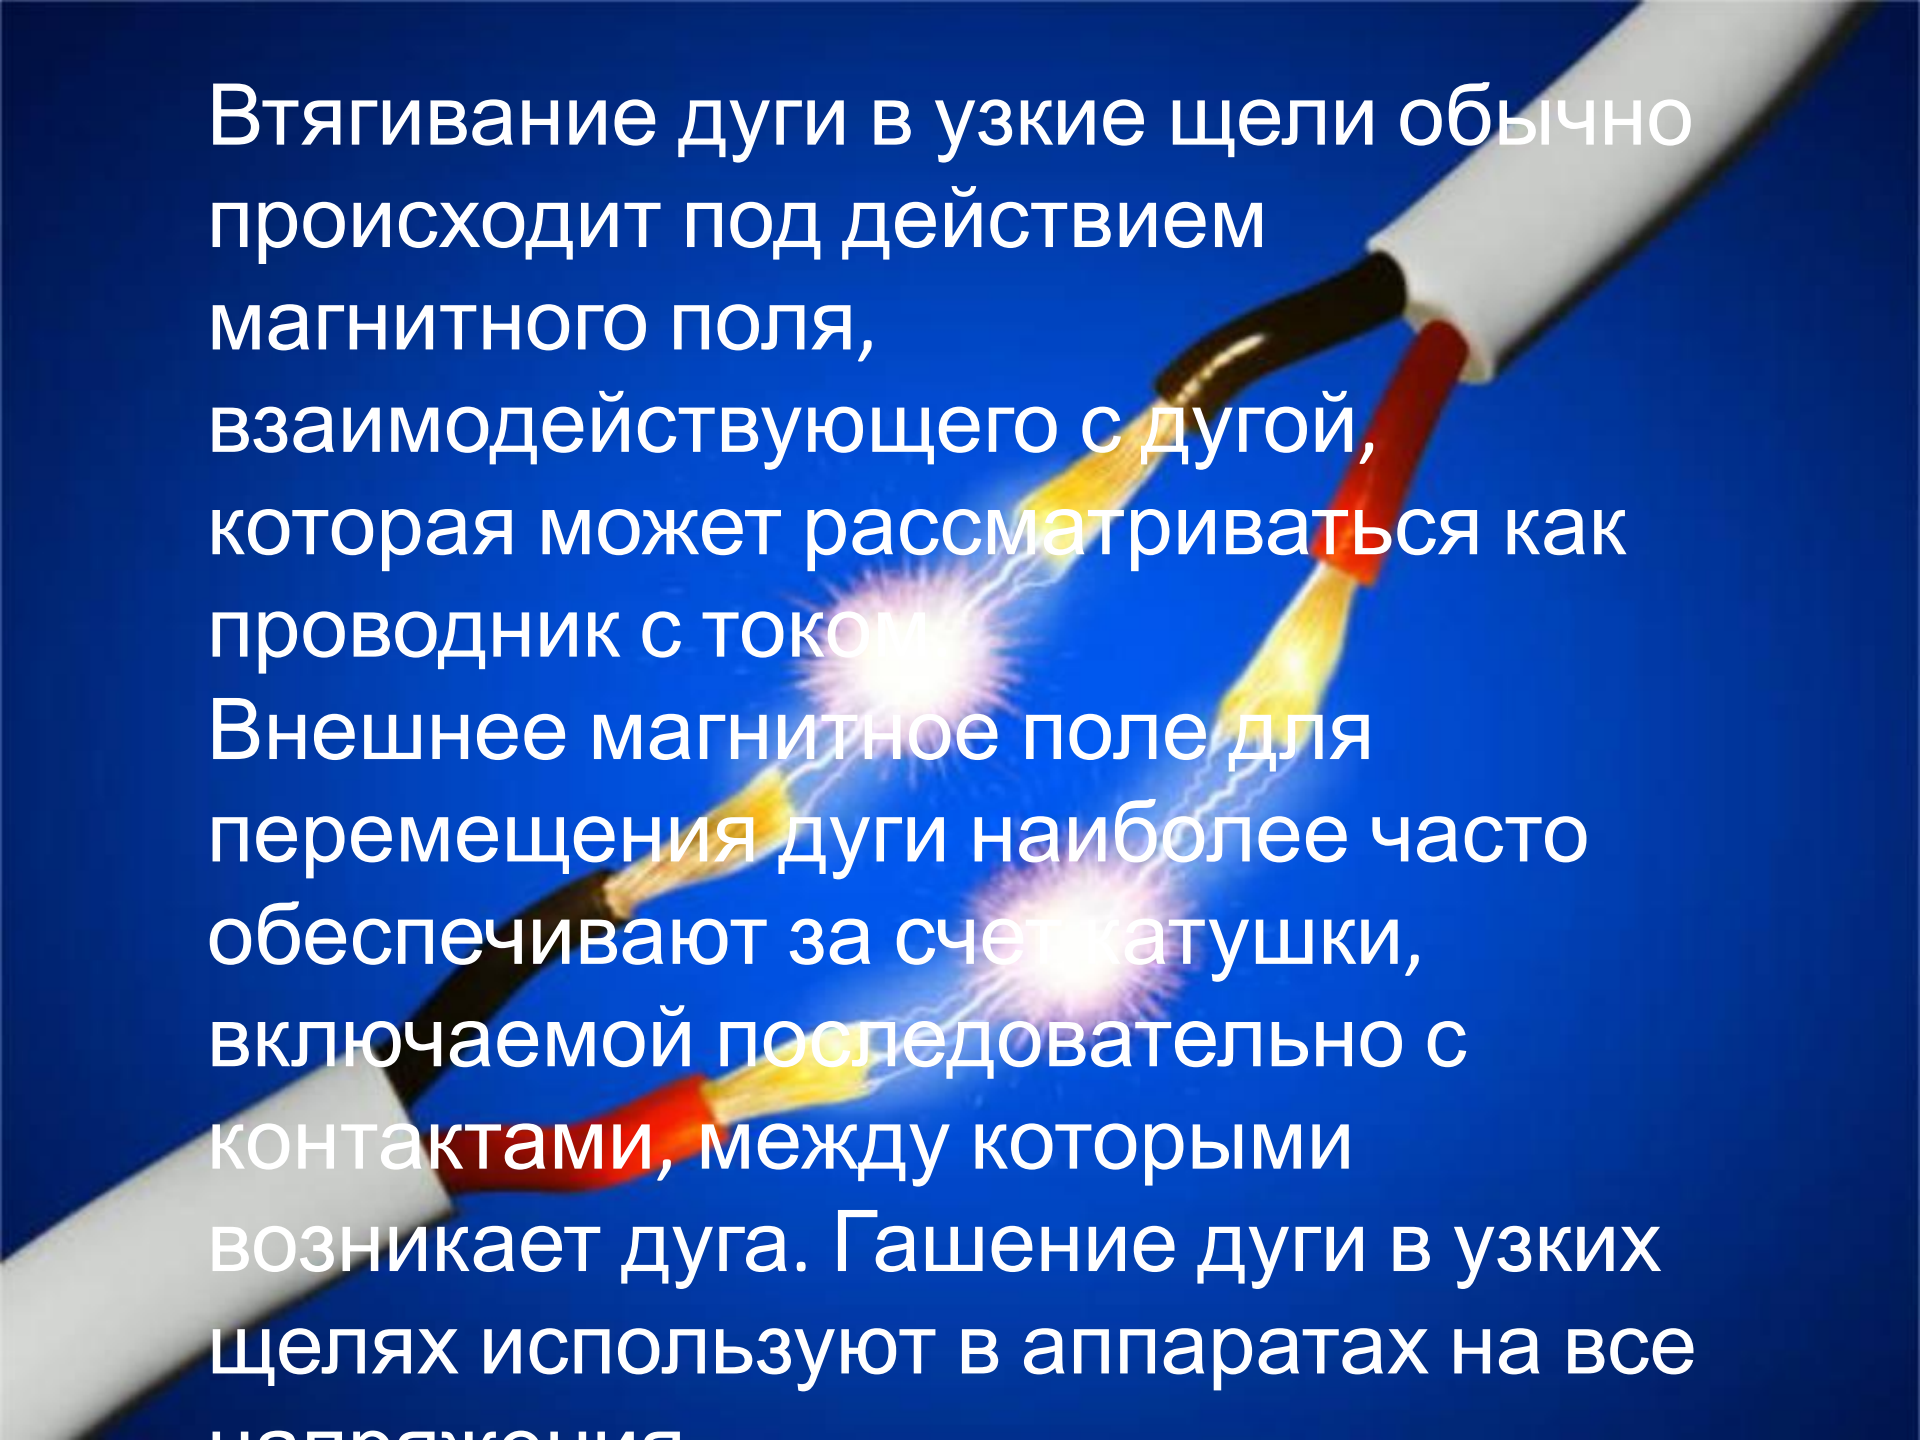 Втягивание дуги в узкие щели обычно
происходит под действием
магнитного поля,
взаимодействующего с дугой,
которая может рассматриваться как
проводник с током.
Внешнее магнитное поле для
перемещения дуги наиболее часто
обеспечивают за счет катушки,
включаемой последовательно с
контактами, между которыми
возникает дуга. Гашение дуги в узких
щелях используют в аппаратах на все
напряжения